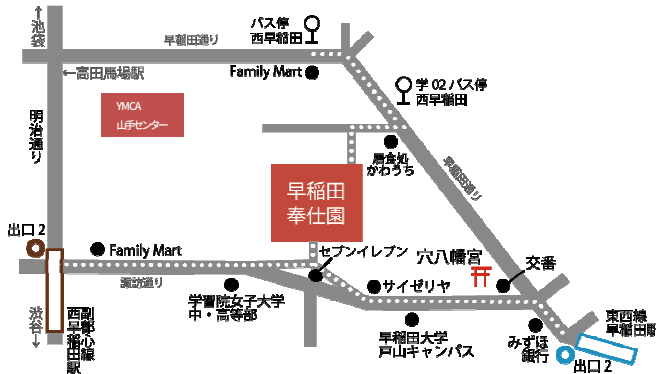 ↑池袋
バス停
西早稲田
早稲田通り
←高田馬場駅
Family Mart
学02バス停
西早稲田
YMCA
山手センター
明治通り
居食処
かわうち
早稲田通り
早稲田
奉仕園
出口2
Family Mart
セブンイレブン
穴八幡宮
交番
諏訪通り
サイゼリヤ
学習院女子大学
中・高等部
渋谷→
副都心線
西早稲田駅
早稲田大学
戸山キャンパス
みずほ
銀行
東西線
早稲田駅
出口2